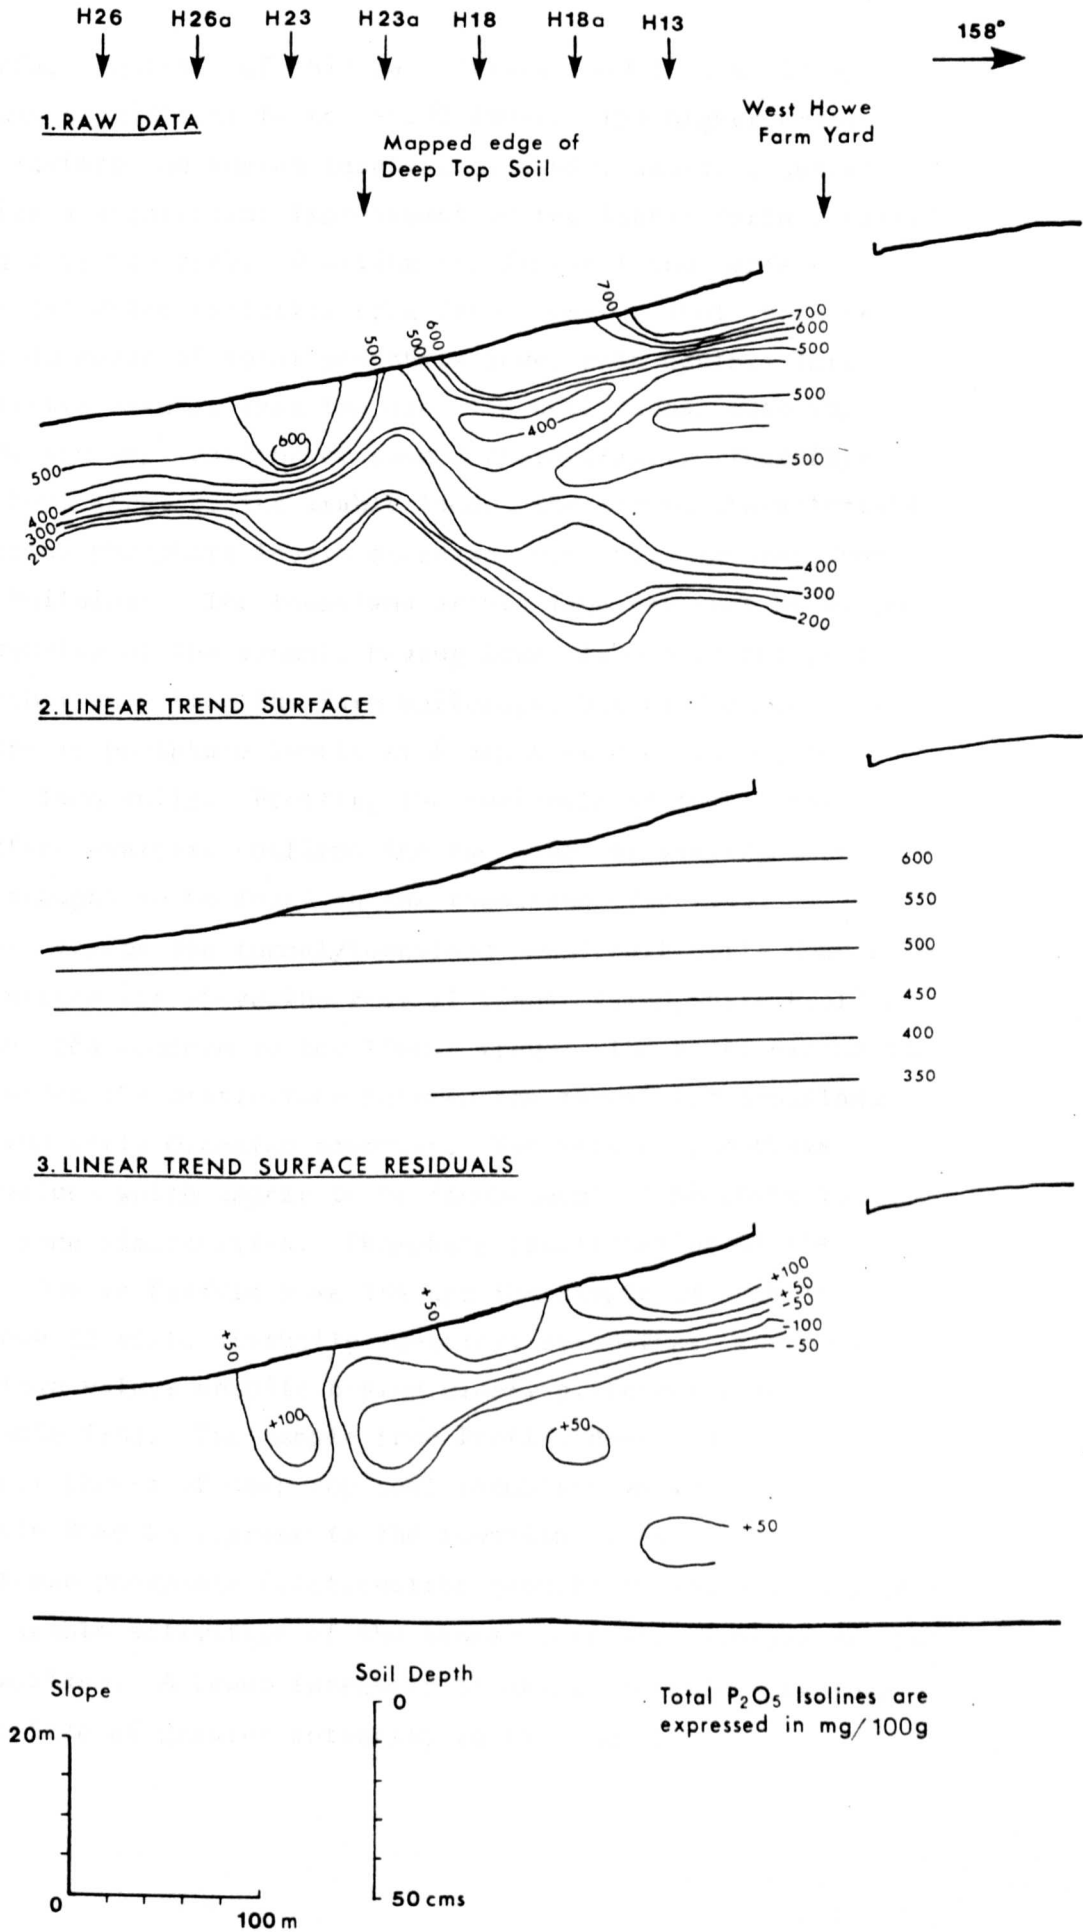 H26 H26a H23 H23a H18 H18a H13
158°
1. RAW DATA
West Howe
Farm Yard
Mapped edge of
Deep Top Soil
700
600
500
500
700
600
500
500
400
600
500
500
400
300
200
400
300
200
2. LINEAR TREND SURFACE
600
550
500
450
400
350
3. LINEAR TREND SURFACE RESIDUALS
+100
+50
-50
-100
-50
+50
+50
+100
+50
+50
Slope
Soil Depth
0
Total P₂O₅ Isolines are
expressed in mg/100g
20m
0
50 cms
100 m